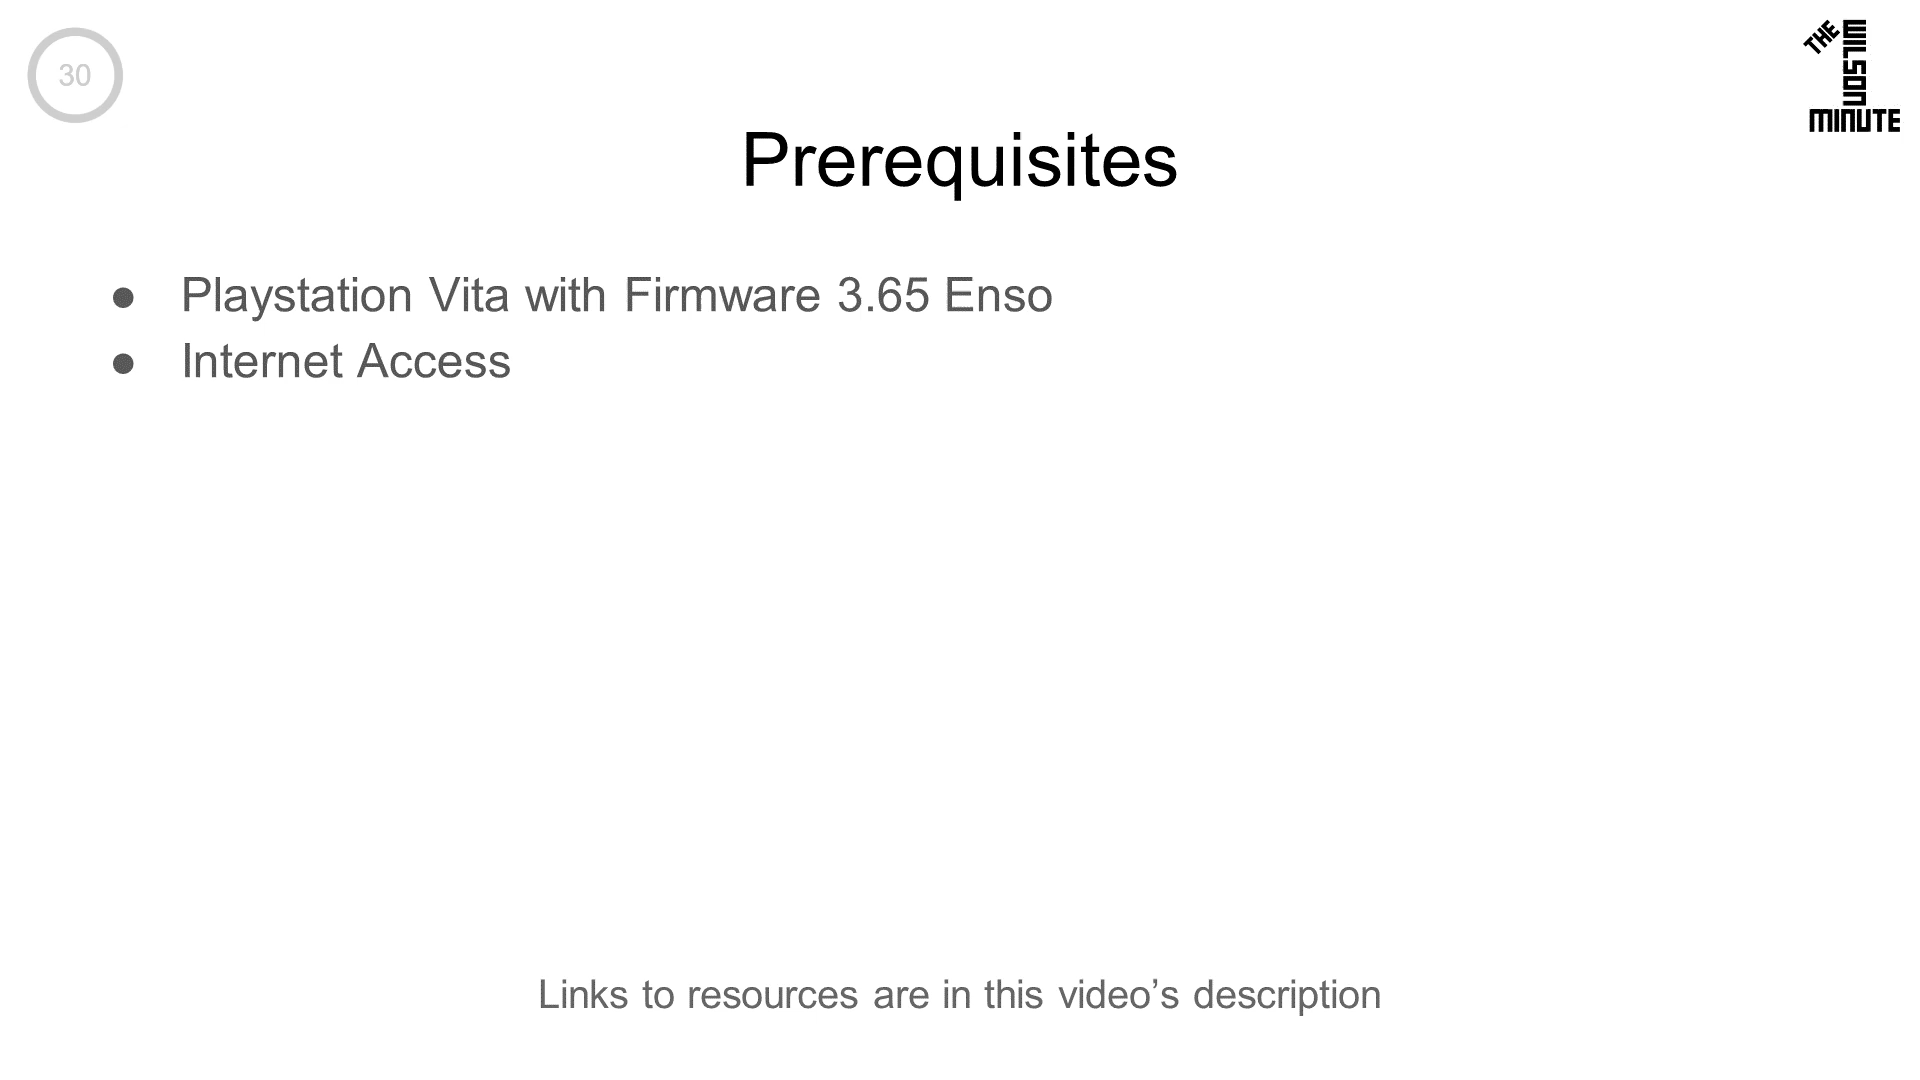 30
THE
WILSON
MINUTE
Prerequisites
● Playstation Vita with Firmware 3.65 Enso
● Internet Access
Links to resources are in this video’s description